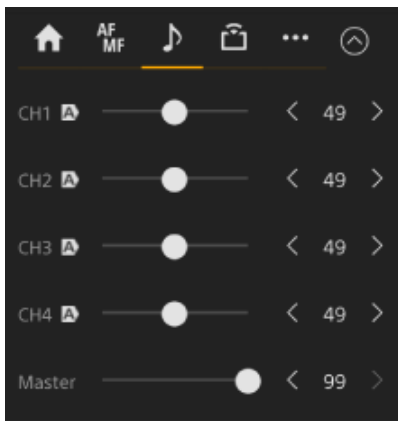 AF
MF
CH1 A 49
CH2 A 49
CH3 A 49
CH4 A 49
Master 99